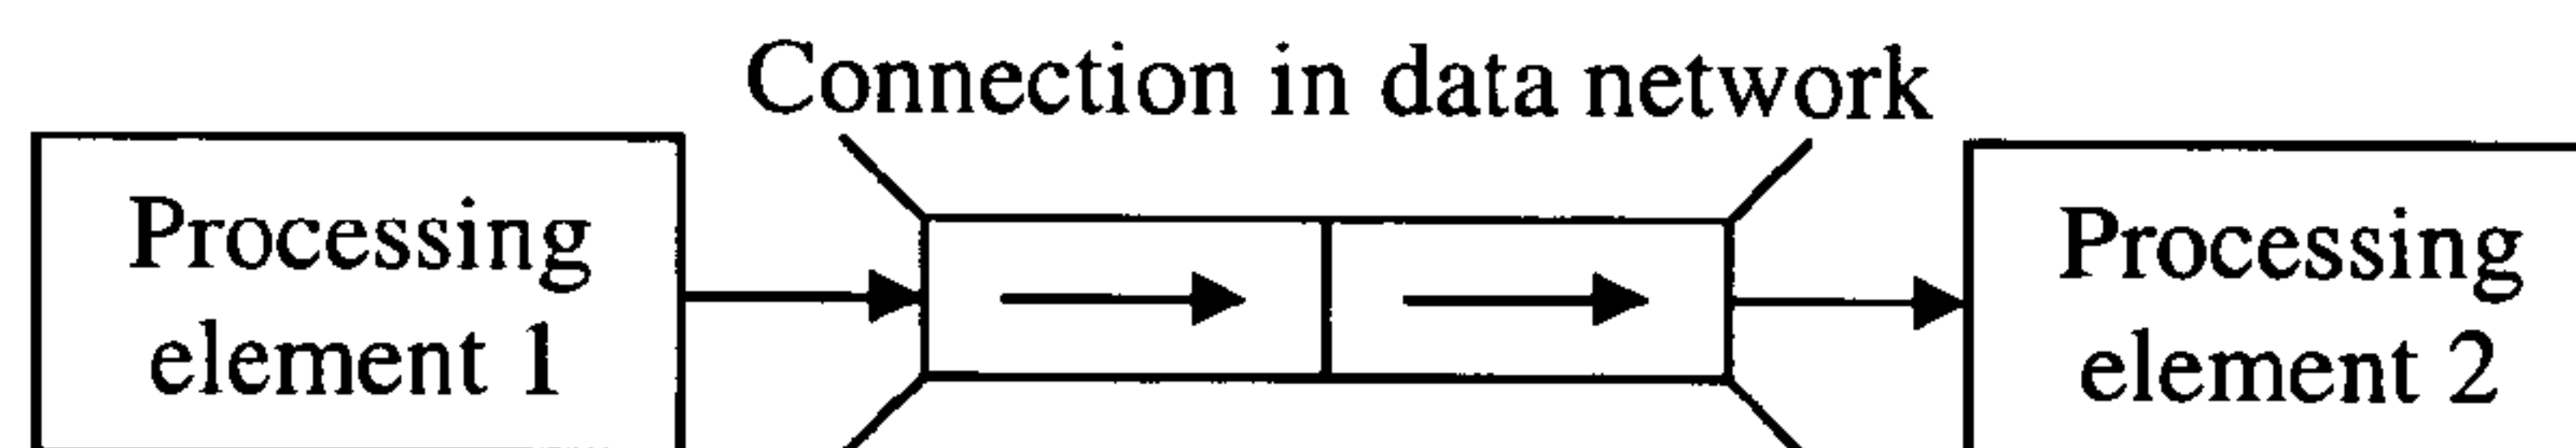 Connection in data network
Processing
element 1
Processing
element 2